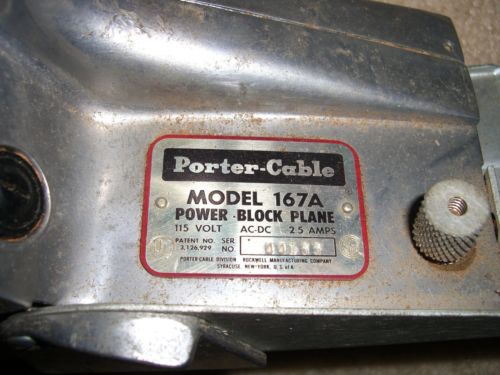 Porter-Cable
MODEL 167A
POWER-BLOCK PLANE
115 VOLT AC-DC 2.5 AMPS
PATENT NO. SER.
3,126,929 NO.
PORTER-CABLE DIVISION ROCKWELL MANUFACTURING COMPANY
SYRACUSE NEW-YORK, U. S. of A.